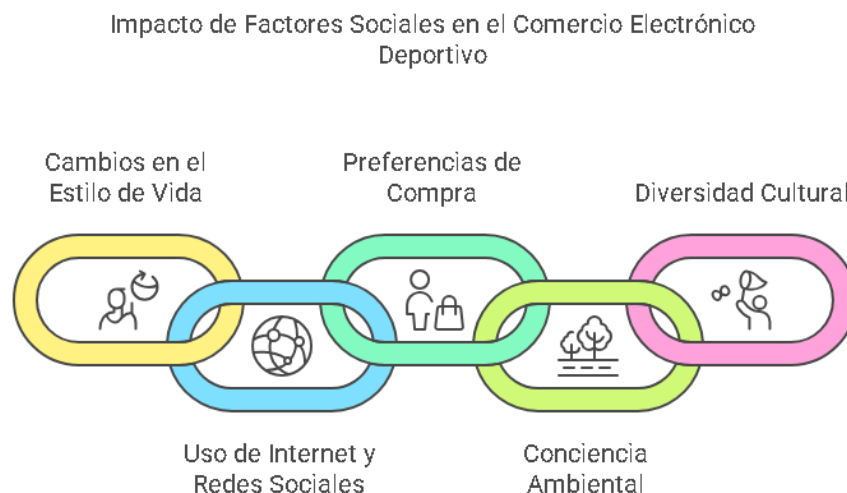 Impacto de Factores Sociales en el Comercio Electrónico
Deportivo
Cambios en el
Estilo de Vida
Preferencias de
Compra
Diversidad Cultural
Uso de Internet y
Redes Sociales
Conciencia
Ambiental